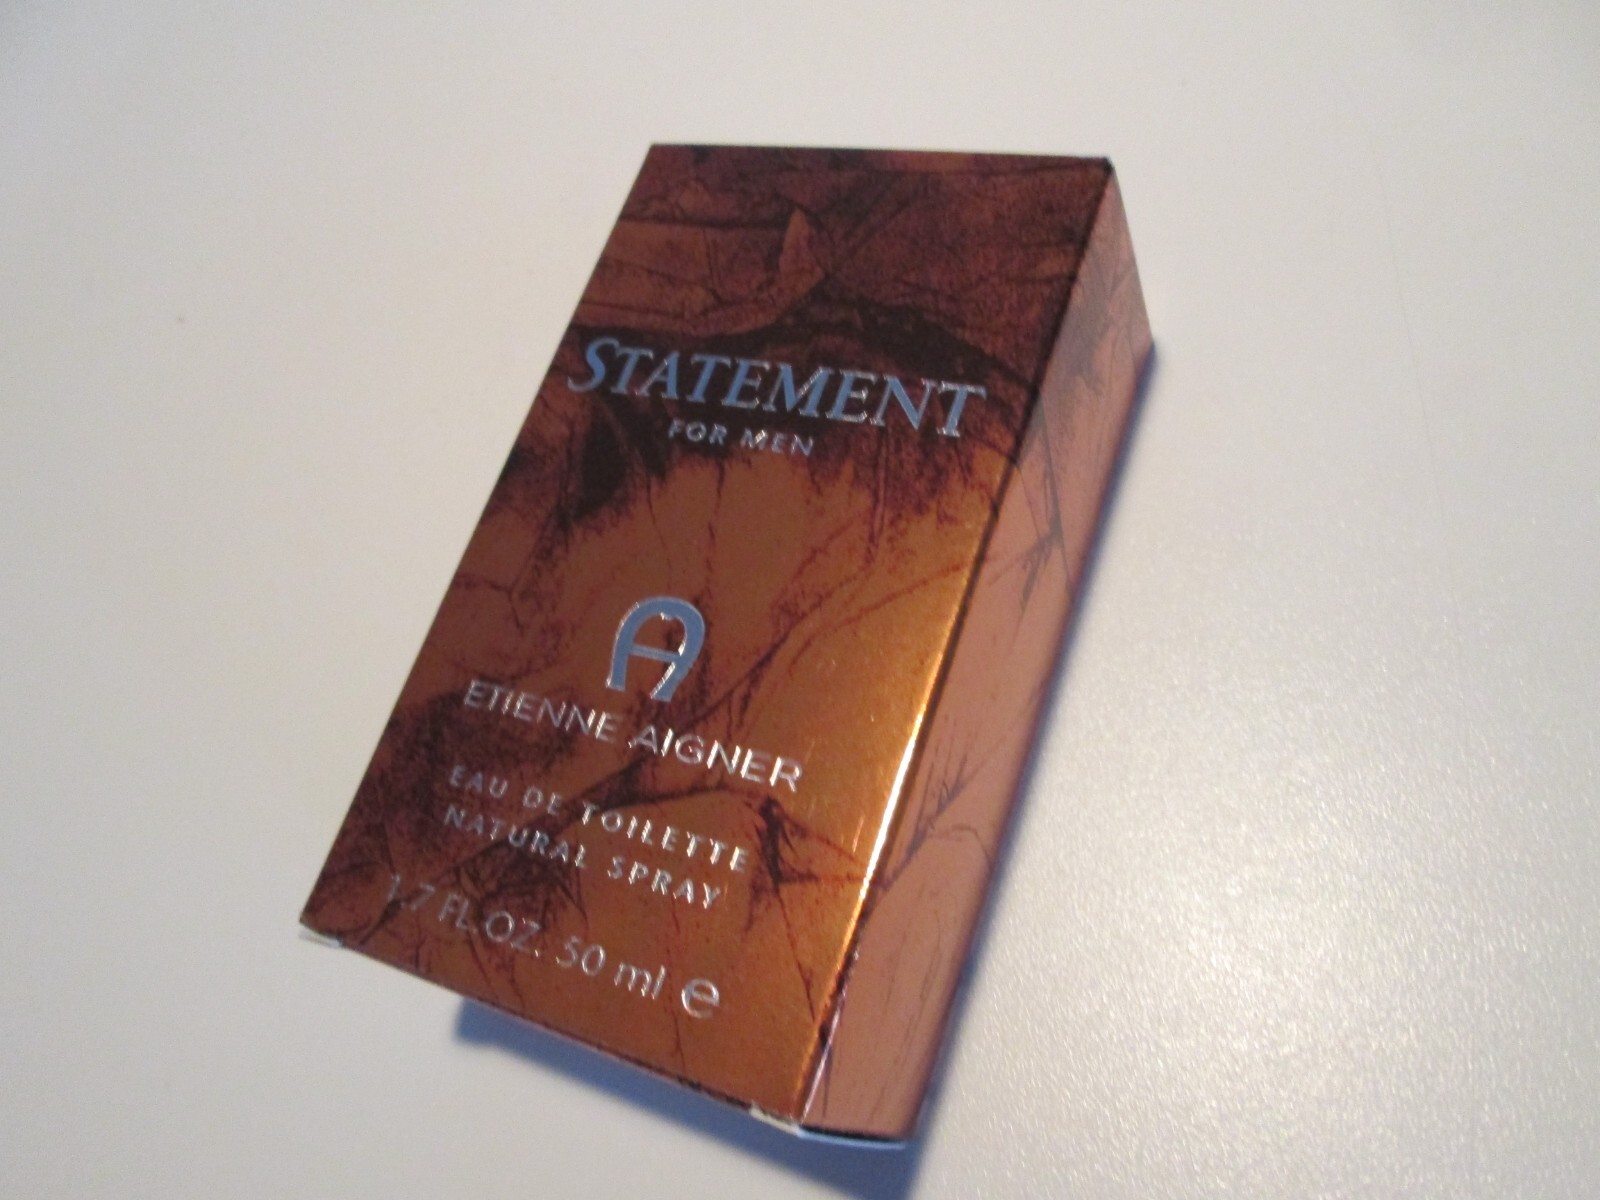 STATEMENT
FOR MEN
A
ETIENNE AIGNER
EAU DE TOILETTE
NATURAL SPRAY
1.7 FL. OZ. 50 ml e